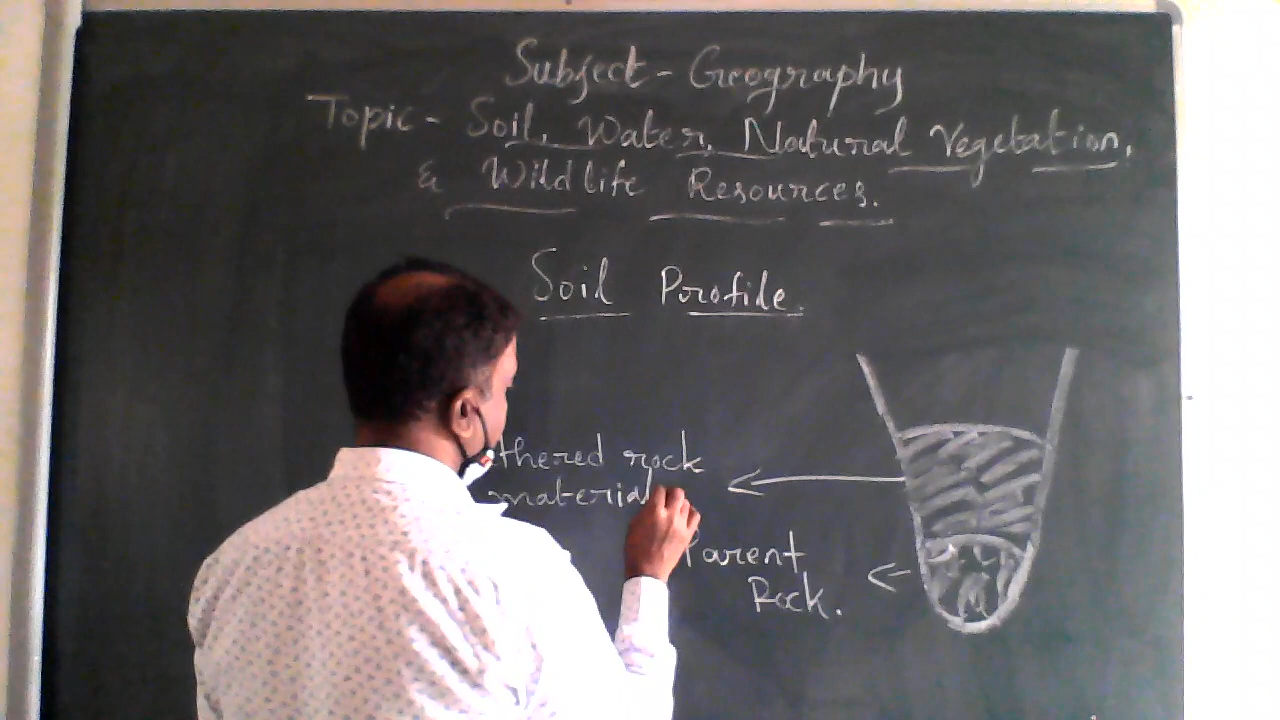 Subject - Geography
Topic - Soil, Water, Natural Vegetation,
& Wildlife Resources.
Soil Profile.
thered rock
material
Parent
Rock.